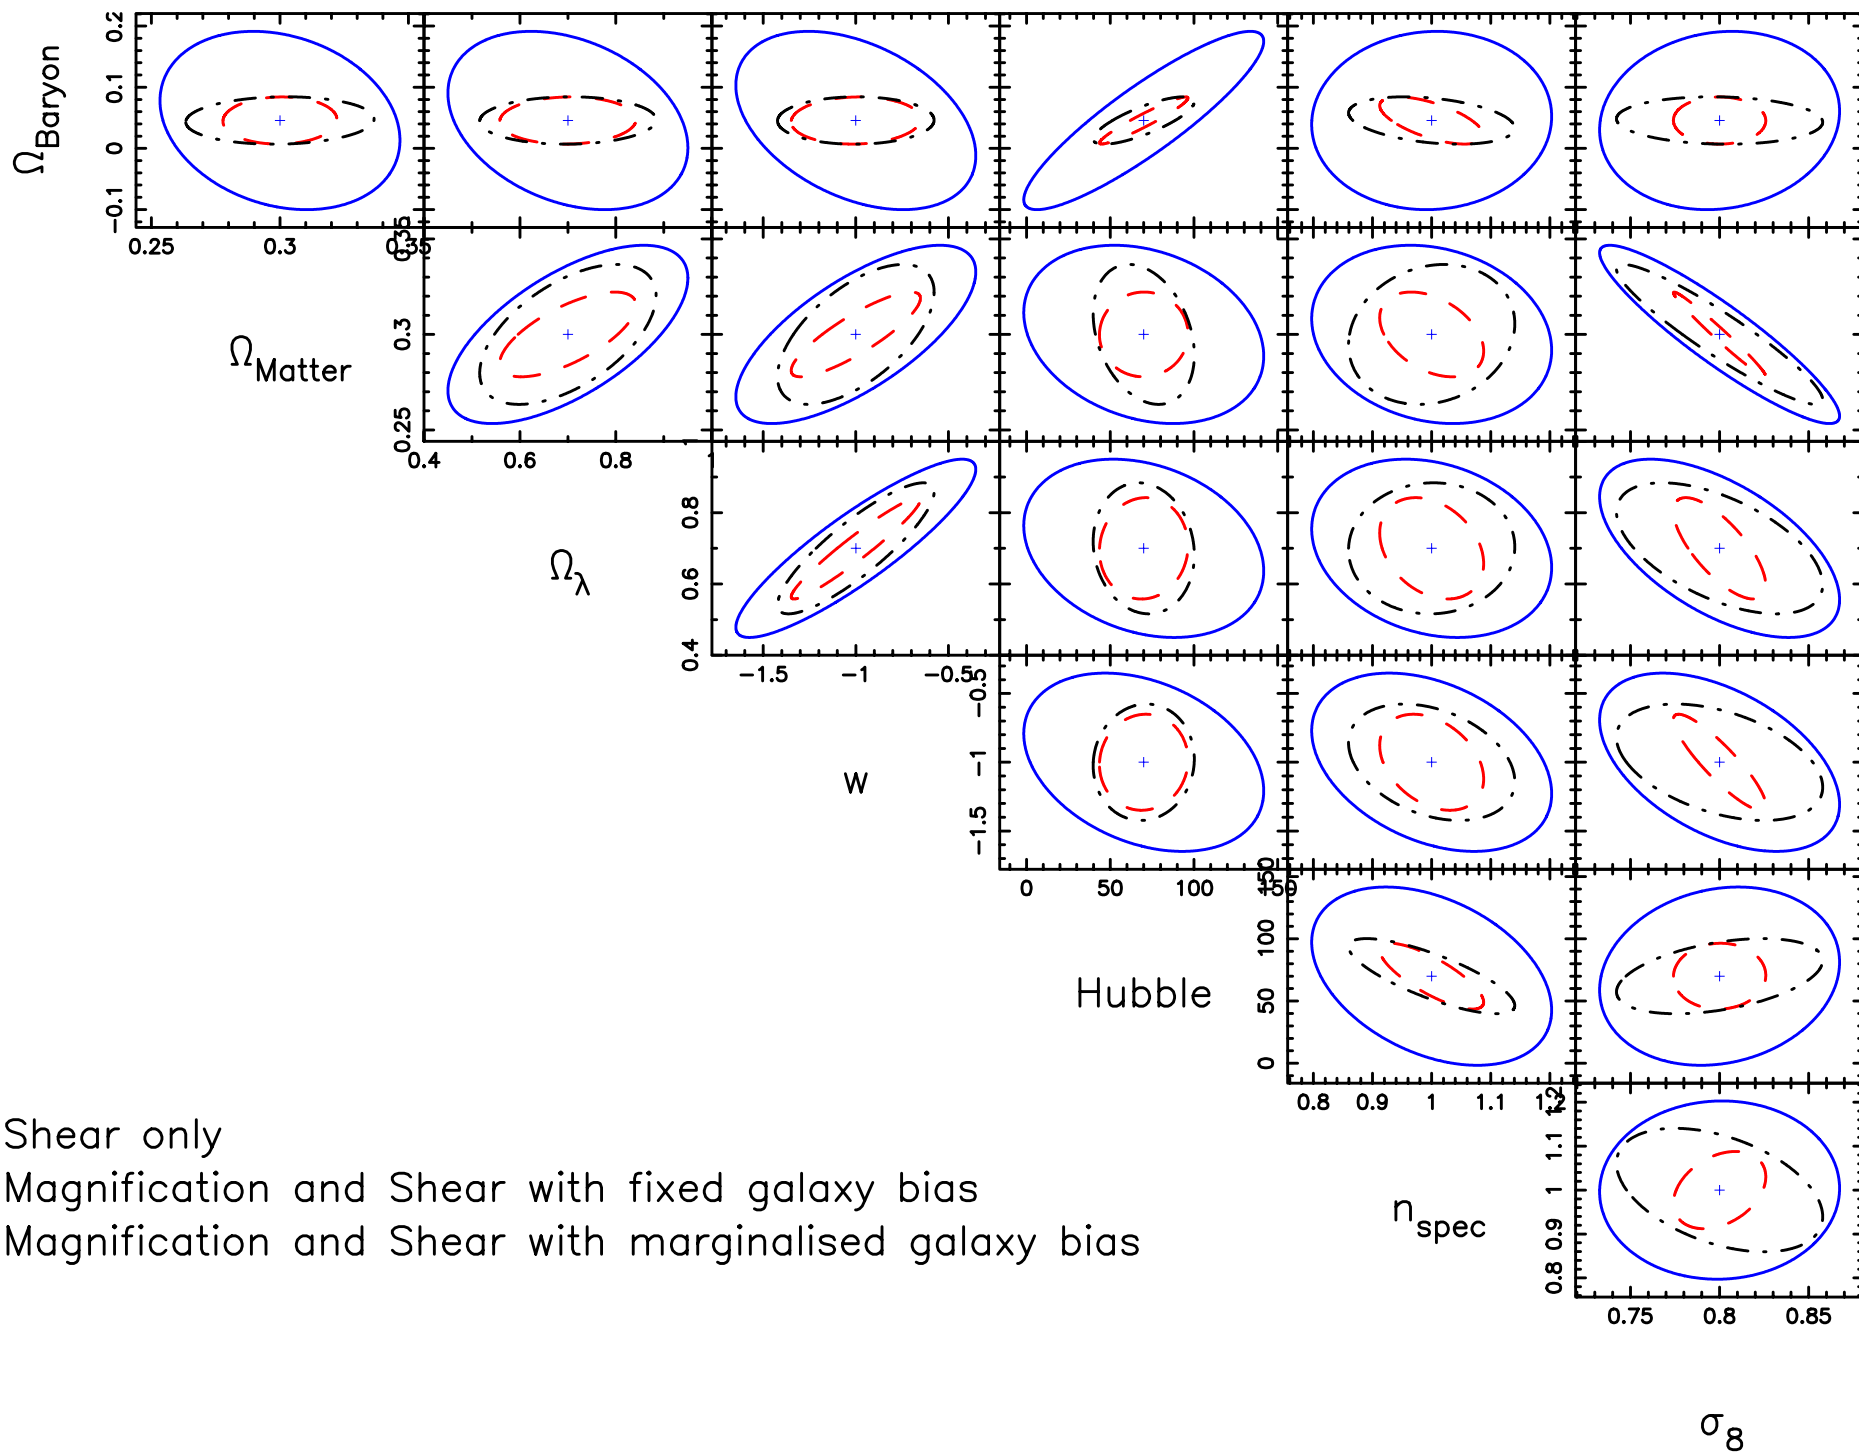 Ω_Baryon
0.2
0.1
0
−0.1
0.25 0.3 0.35
Ω_Matter
0.35
0.3
0.25
0.4 0.6 0.8 1
Ω_λ
1
0.8
0.6
0.4
−1.5 −1 −0.5
w
−0.5
−1
−1.5
0 50 100 150
Hubble
150
100
50
0
0.8 0.9 1 1.1 1.2
Shear only
Magnification and Shear with fixed galaxy bias
Magnification and Shear with marginalised galaxy bias
n_spec
1.2
1.1
1
0.9
0.8
0.75 0.8 0.85
σ_8